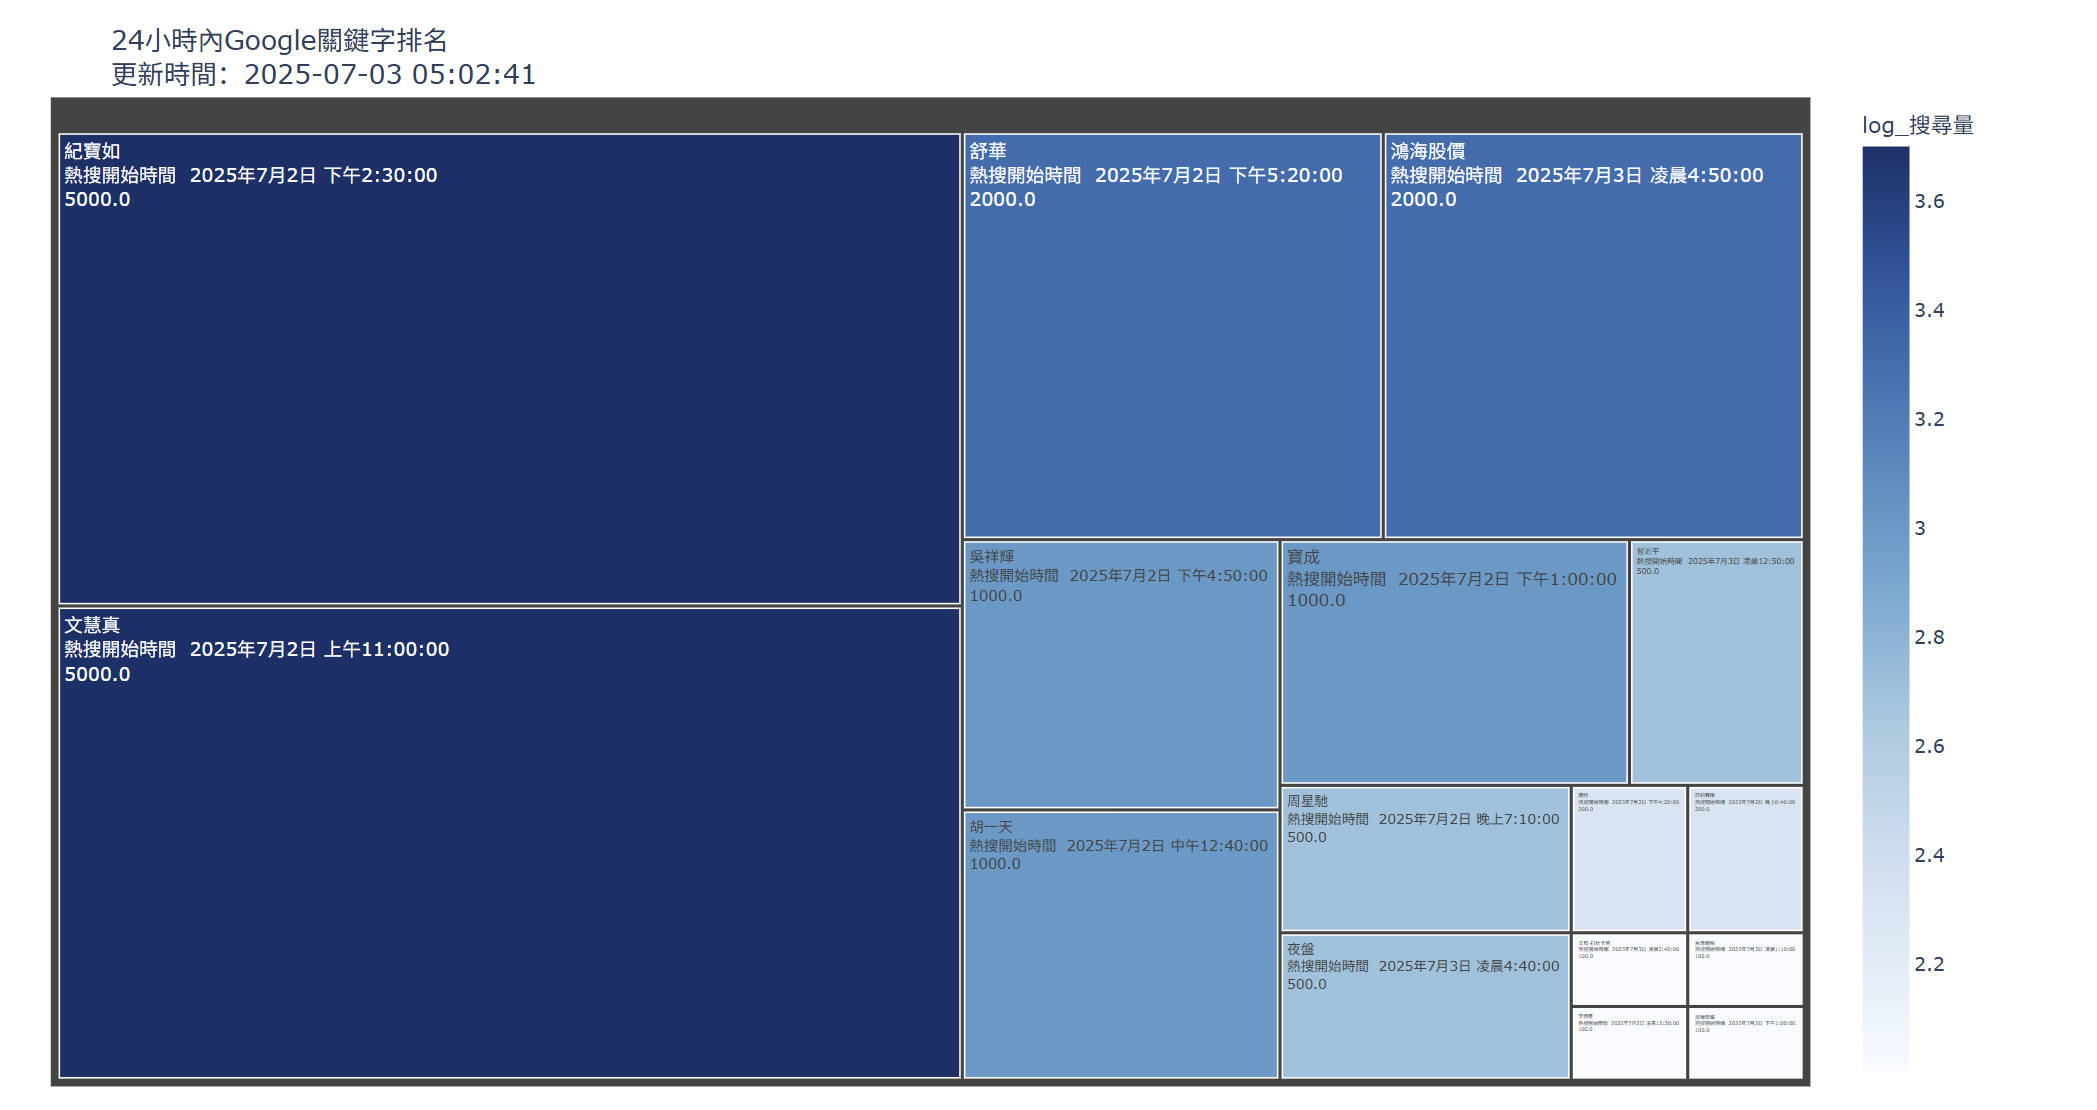 24小時內Google關鍵字排名
更新時間：2025-07-03 05:02:41
紀寶如
熱搜開始時間 2025年7月2日 下午2:30:00
5000.0
文慧真
熱搜開始時間 2025年7月2日 上午11:00:00
5000.0
舒華
熱搜開始時間 2025年7月2日 下午5:20:00
2000.0
鴻海股價
熱搜開始時間 2025年7月3日 凌晨4:50:00
2000.0
吳祥輝
熱搜開始時間 2025年7月2日 下午4:50:00
1000.0
胡一天
熱搜開始時間 2025年7月2日 中午12:40:00
1000.0
寶成
熱搜開始時間 2025年7月2日 下午1:00:00
1000.0
習近平
熱搜開始時間 2025年7月3日 凌晨12:50:00
500.0
周星馳
熱搜開始時間 2025年7月2日 晚上7:10:00
500.0
夜盤
熱搜開始時間 2025年7月3日 凌晨4:40:00
500.0
熱搜開始時間 2025年7月2日 下午4:20:00
200.0
熱搜開始時間 2025年7月2日 晚上8:40:00
200.0
熱搜開始時間 2025年7月3日 凌晨2:40:00
100.0
熱搜開始時間 2025年7月3日 凌晨1:10:00
100.0
熱搜開始時間 2025年7月3日 凌晨12:30:00
100.0
熱搜開始時間 2025年7月2日 下午1:00:00
100.0
log_搜尋量
3.6
3.4
3.2
3
2.8
2.6
2.4
2.2